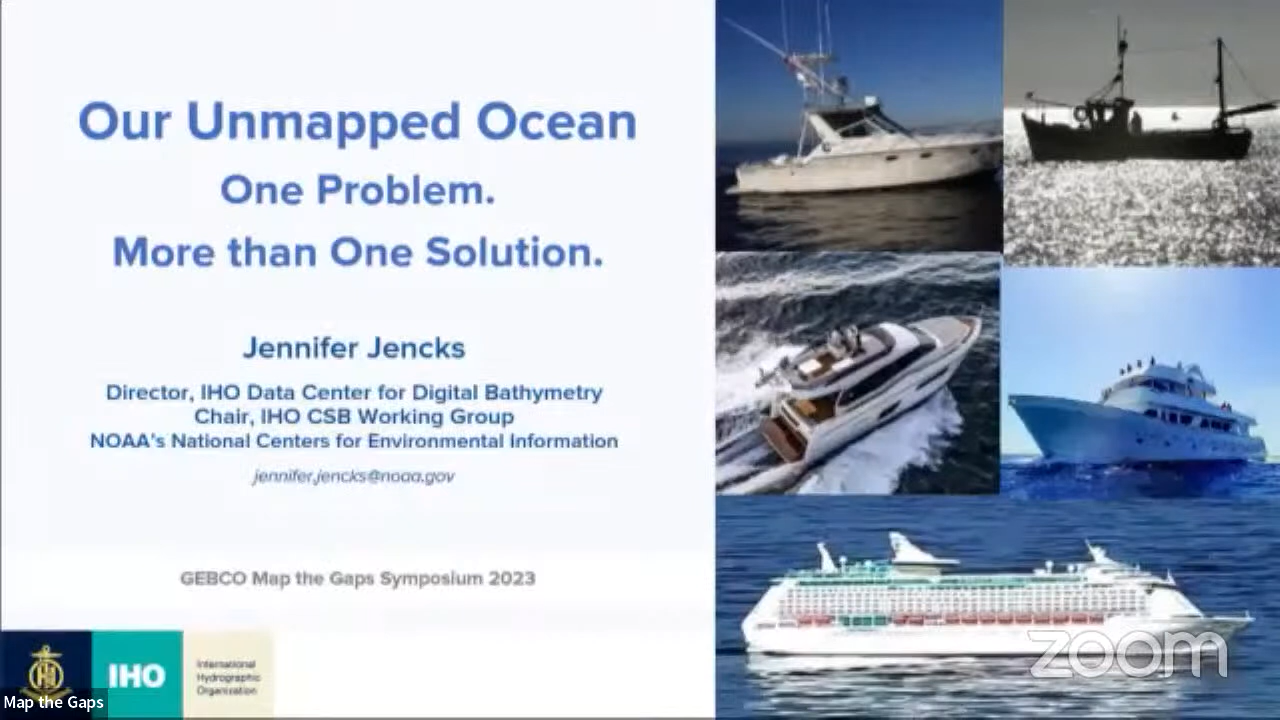 Our Unmapped Ocean
One Problem.
More than One Solution.
Jennifer Jencks
Director, IHO Data Center for Digital Bathymetry
Chair, IHO CSB Working Group
NOAA's National Centers for Environmental Information
jennifer.jencks@noaa.gov
GEBCO Map the Gaps Symposium 2023
IHO
International
Hydrographic
Organization
Map the Gaps
zoom